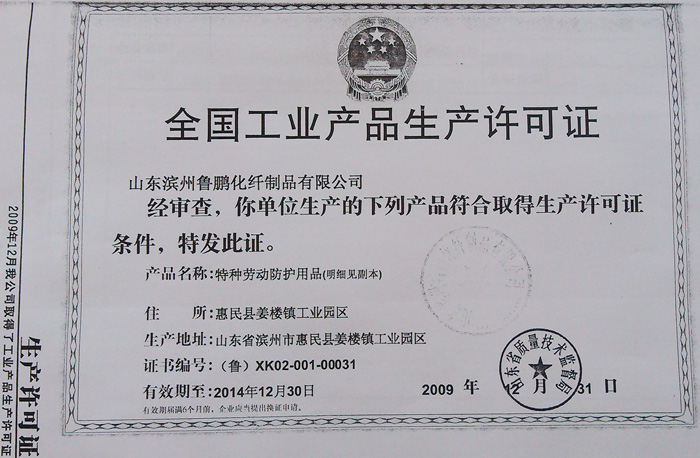 全国工业产品生产许可证
山东滨州鲁鹏化纤制品有限公司
经审查，你单位生产的下列产品符合取得生产许可证
条件，特发此证。
产品名称：特种劳动防护用品(明细见副本)
住 所：惠民县姜楼镇工业园区
生产地址：山东省滨州市惠民县姜楼镇工业园区
证书编号：（鲁）XK02-001-00031
有效期至：2014年12月30日
有效期届满6个月前，企业应当提出换证申请。
山东省质量技术监督局
2009 年 12 月 31 日
生产许可证
2009年12月我公司取得了工业产品生产许可证